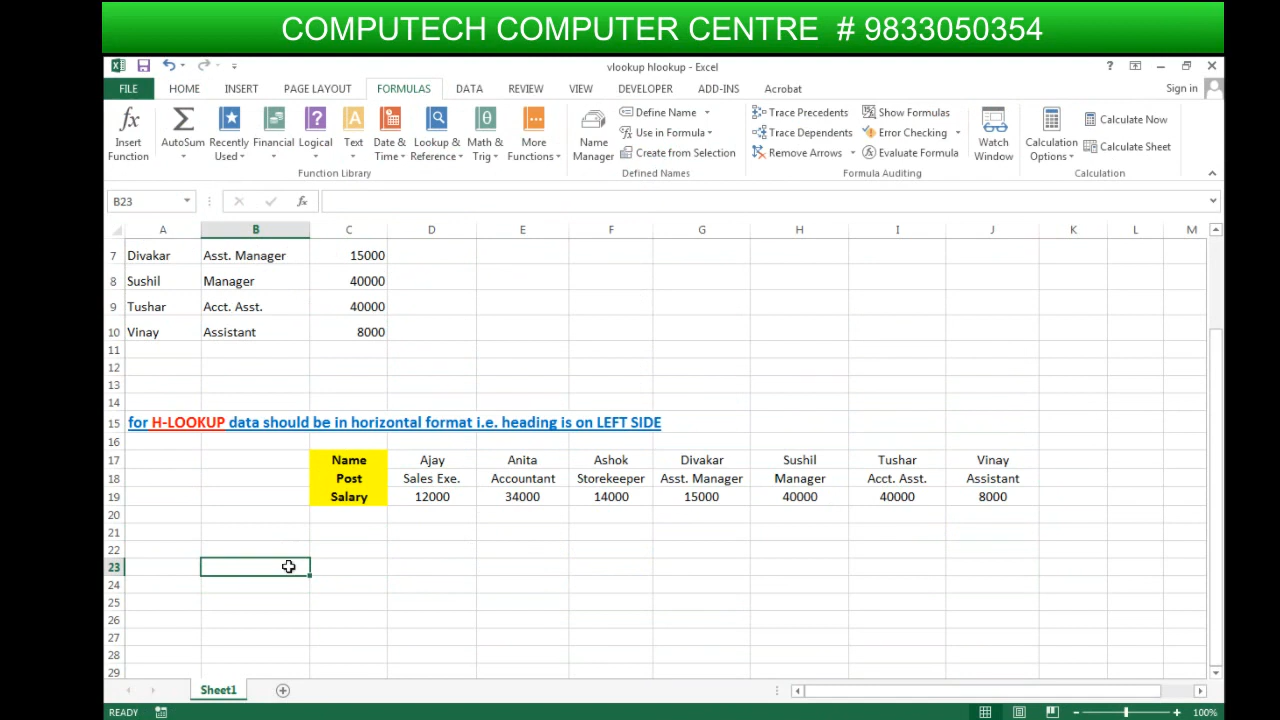 COMPUTECH COMPUTER CENTRE # 9833050354
vlookup hlookup - Excel
FILE HOME INSERT PAGE LAYOUT FORMULAS DATA REVIEW VIEW DEVELOPER ADD-INS Acrobat Sign in
Insert Function
AutoSum
Recently Used
Financial
Logical
Text
Date & Time
Lookup & Reference
Math & Trig
More Functions
Function Library
Name Manager
Define Name
Use in Formula
Create from Selection
Defined Names
Trace Precedents
Trace Dependents
Remove Arrows
Show Formulas
Error Checking
Evaluate Formula
Formula Auditing
Watch Window
Calculation Options
Calculate Now
Calculate Sheet
Calculation
B23 fx
A B C D E F G H I J K L M
7 Divakar Asst. Manager 15000
8 Sushil Manager 40000
9 Tushar Acct. Asst. 40000
10 Vinay Assistant 8000
11
12
13
14
15 for H-LOOKUP data should be in horizontal format i.e. heading is on LEFT SIDE
16
17 Name Ajay Anita Ashok Divakar Sushil Tushar Vinay
18 Post Sales Exe. Accountant Storekeeper Asst. Manager Manager Acct. Asst. Assistant
19 Salary 12000 34000 14000 15000 40000 40000 8000
20
21
22
23
24
25
26
27
28
29
Sheet1
READY 100%